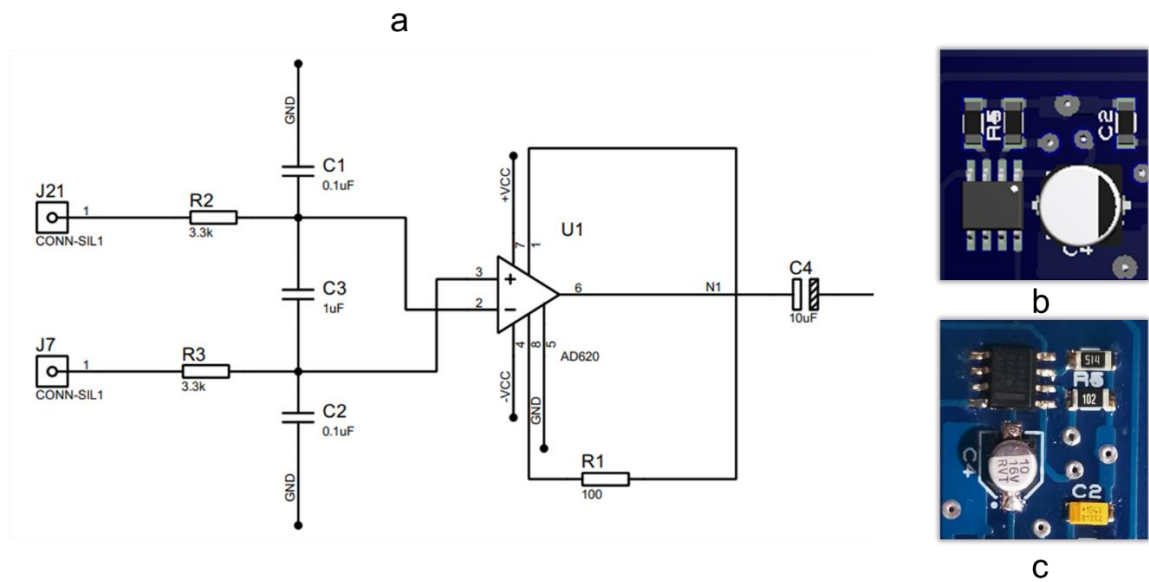 a
GND
C1
0.1uF
J21
1
CONN-SIL1
R2
3.3k
+VCC
7
1
U1
C3
1uF
3
2
6
N1
C4
10uF
J7
1
CONN-SIL1
R3
3.3k
4
8
5
AD620
-VCC
GND
C2
0.1uF
R1
100
GND
C2
C4
b
514
102
C4
10
16V
RVT
C2
c